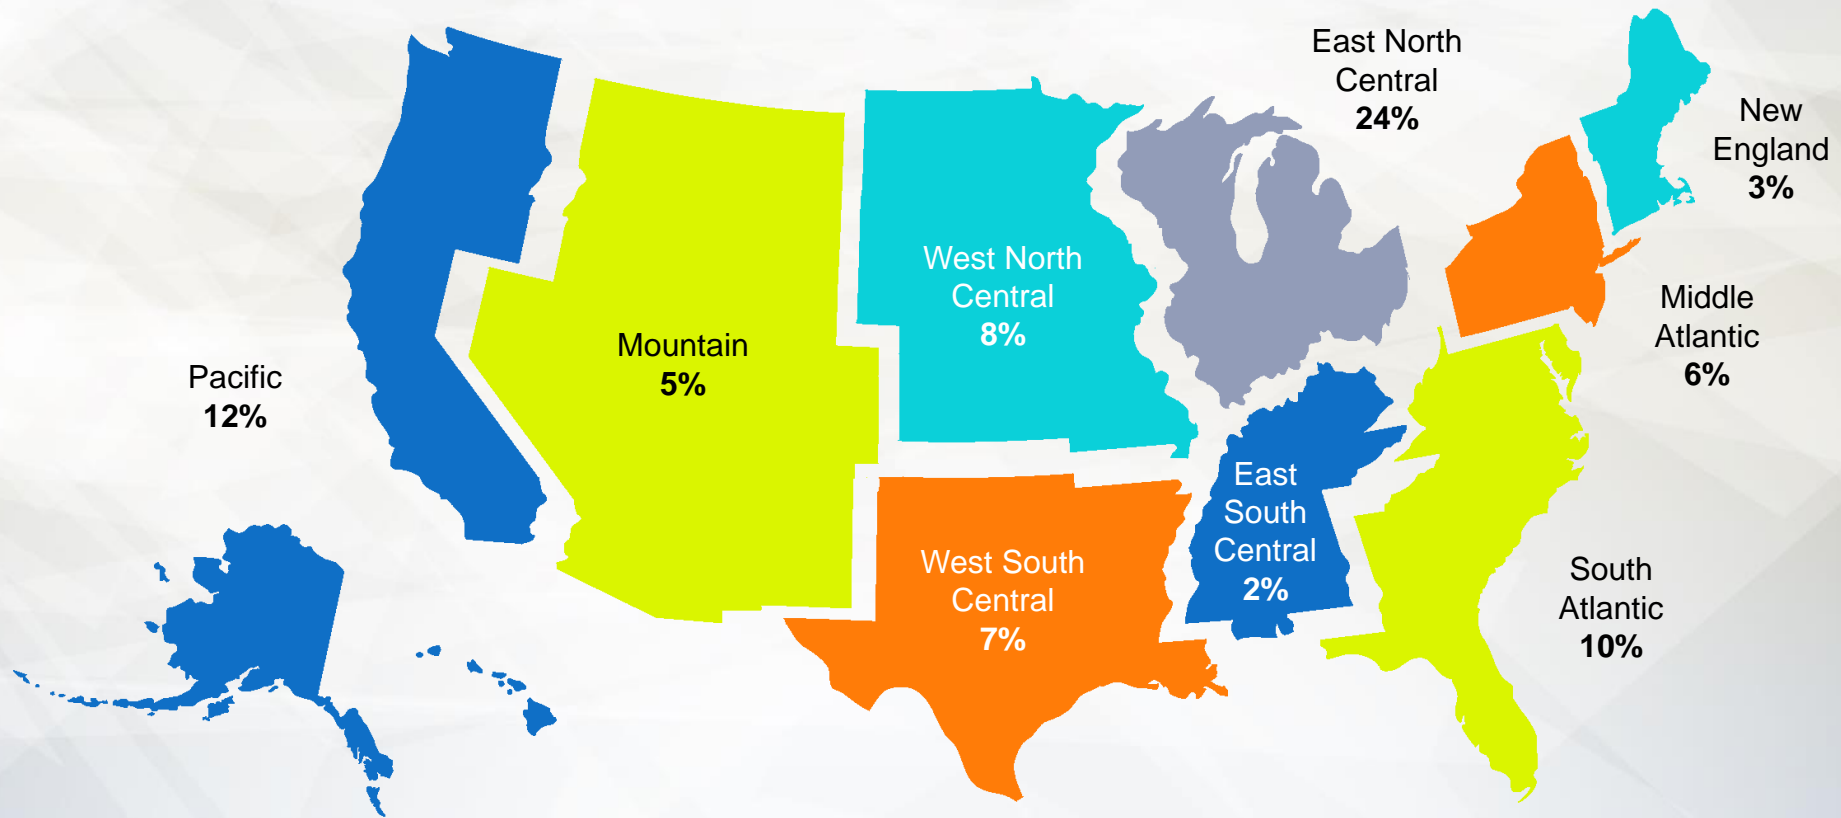 East North
Central
24%
New
England
3%
West North
Central
8%
Middle
Atlantic
6%
Mountain
5%
Pacific
12%
East
South
Central
2%
West South
Central
7%
South
Atlantic
10%